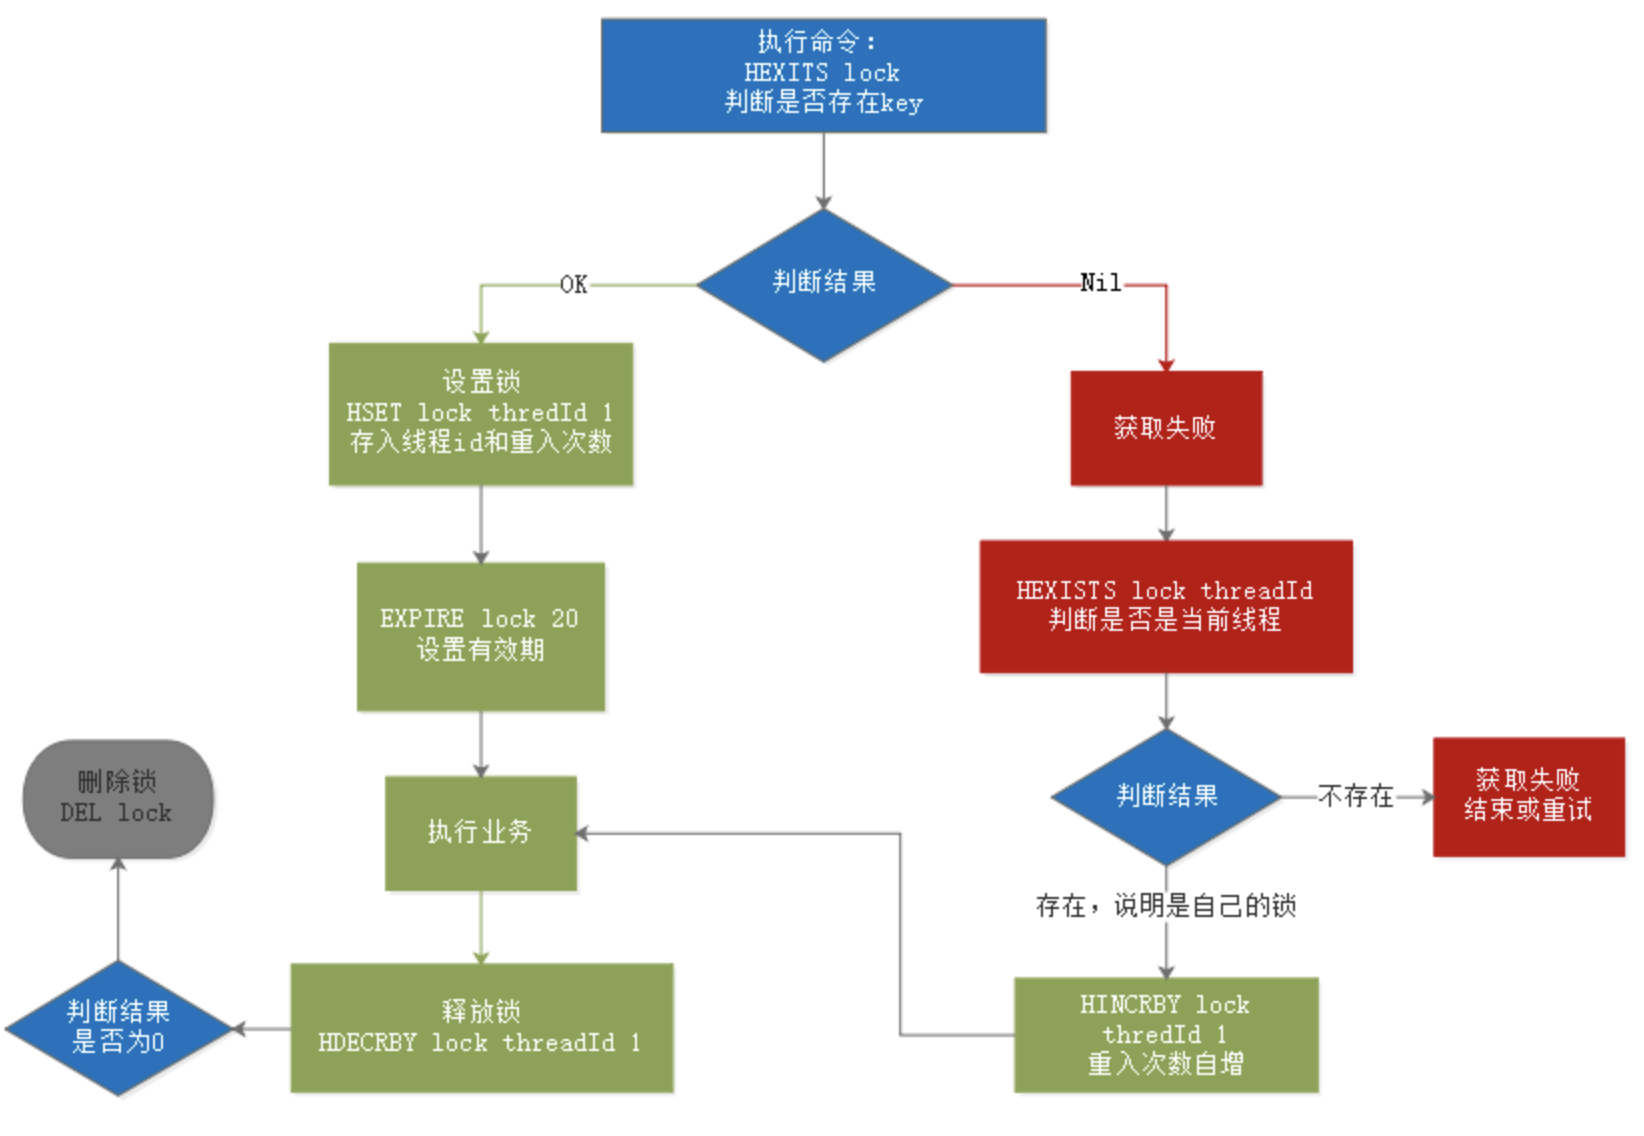 执行命令：
HEXITS lock
判断是否存在key
判断结果
OK
Nil
设置锁
HSET lock thredId 1
存入线程id和重入次数
获取失败
EXPIRE lock 20
设置有效期
HEXISTS lock threadId
判断是否是当前线程
删除锁
DEL lock
执行业务
判断结果
不存在
获取失败
结束或重试
存在，说明是自己的锁
判断结果
是否为0
释放锁
HDECRBY lock threadId 1
HINCRBY lock
thredId 1
重入次数自增